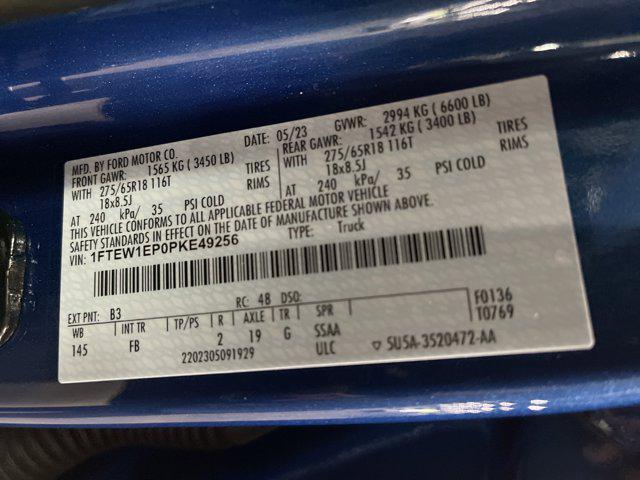 MFD. BY FORD MOTOR CO. DATE: 05/23 GVWR: 2994 KG ( 6600 LB)
FRONT GAWR: 1565 KG ( 3450 LB) REAR GAWR: 1542 KG ( 3400 LB)
WITH 275/65R18 116T TIRES WITH 275/65R18 116T TIRES
18x8.5J RIMS 18x8.5J RIMS
AT 240 kPa/ 35 PSI COLD AT 240 kPa/ 35 PSI COLD
THIS VEHICLE CONFORMS TO ALL APPLICABLE FEDERAL MOTOR VEHICLE
SAFETY STANDARDS IN EFFECT ON THE DATE OF MANUFACTURE SHOWN ABOVE.
VIN: 1FTEW1EP0PKE49256 TYPE: Truck
EXT PNT: B3 RC: 48 DSO: F0136
WB INT TR TP/PS R AXLE TR SPR T0769
145 FB 2 19 G SSAA
2202305091929 ULC ▽ SU5A-3520472-AA